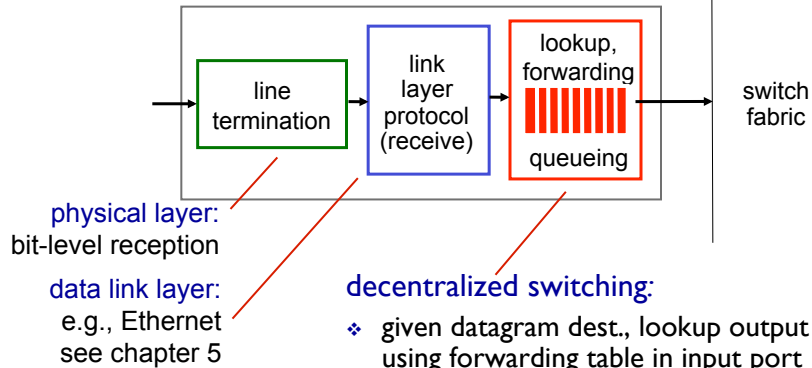 line
termination
link
layer
protocol
(receive)
lookup,
forwarding
queueing
switch
fabric
physical layer:
bit-level reception
data link layer:
e.g., Ethernet
see chapter 5
decentralized switching:
❖ given datagram dest., lookup output
using forwarding table in input port